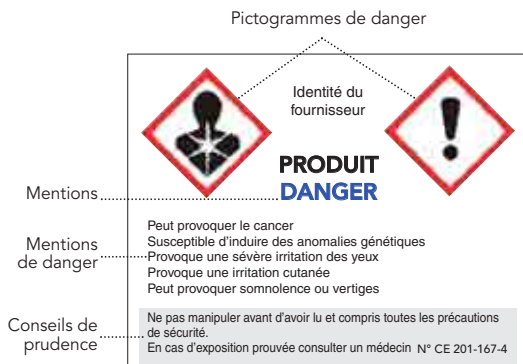 Pictogrammes de danger
Identité du
fournisseur
PRODUIT
DANGER
Mentions
Peut provoquer le cancer
Susceptible d'induire des anomalies génétiques
Provoque une sévère irritation des yeux
Provoque une irritation cutanée
Peut provoquer somnolence ou vertiges
Mentions
de danger
Ne pas manipuler avant d'avoir lu et compris toutes les précautions
de sécurité.
En cas d'exposition prouvée consulter un médecin N° CE 201-167-4
Conseils de
prudence